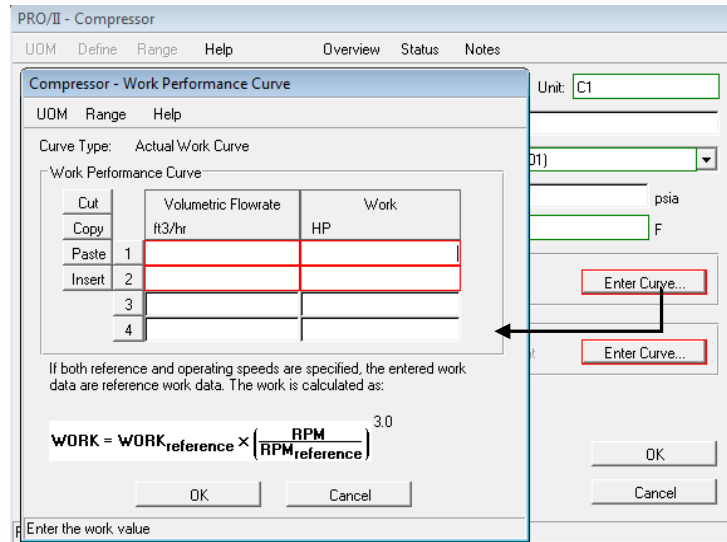 PRO/II - Compressor
UOM Define Range Help Overview Status Notes
Compressor - Work Performance Curve
Unit: C1
UOM Range Help
Curve Type: Actual Work Curve
01)
Work Performance Curve
psia
Cut Volumetric Flowrate Work
Copy ft3/hr HP
F
Paste 1
Insert 2
Enter Curve...
3
4
Enter Curve...
If both reference and operating speeds are specified, the entered work
data are reference work data. The work is calculated as:
WORK = WORKreference × (RPM / RPMreference) 3.0
OK
OK Cancel
Cancel
Enter the work value